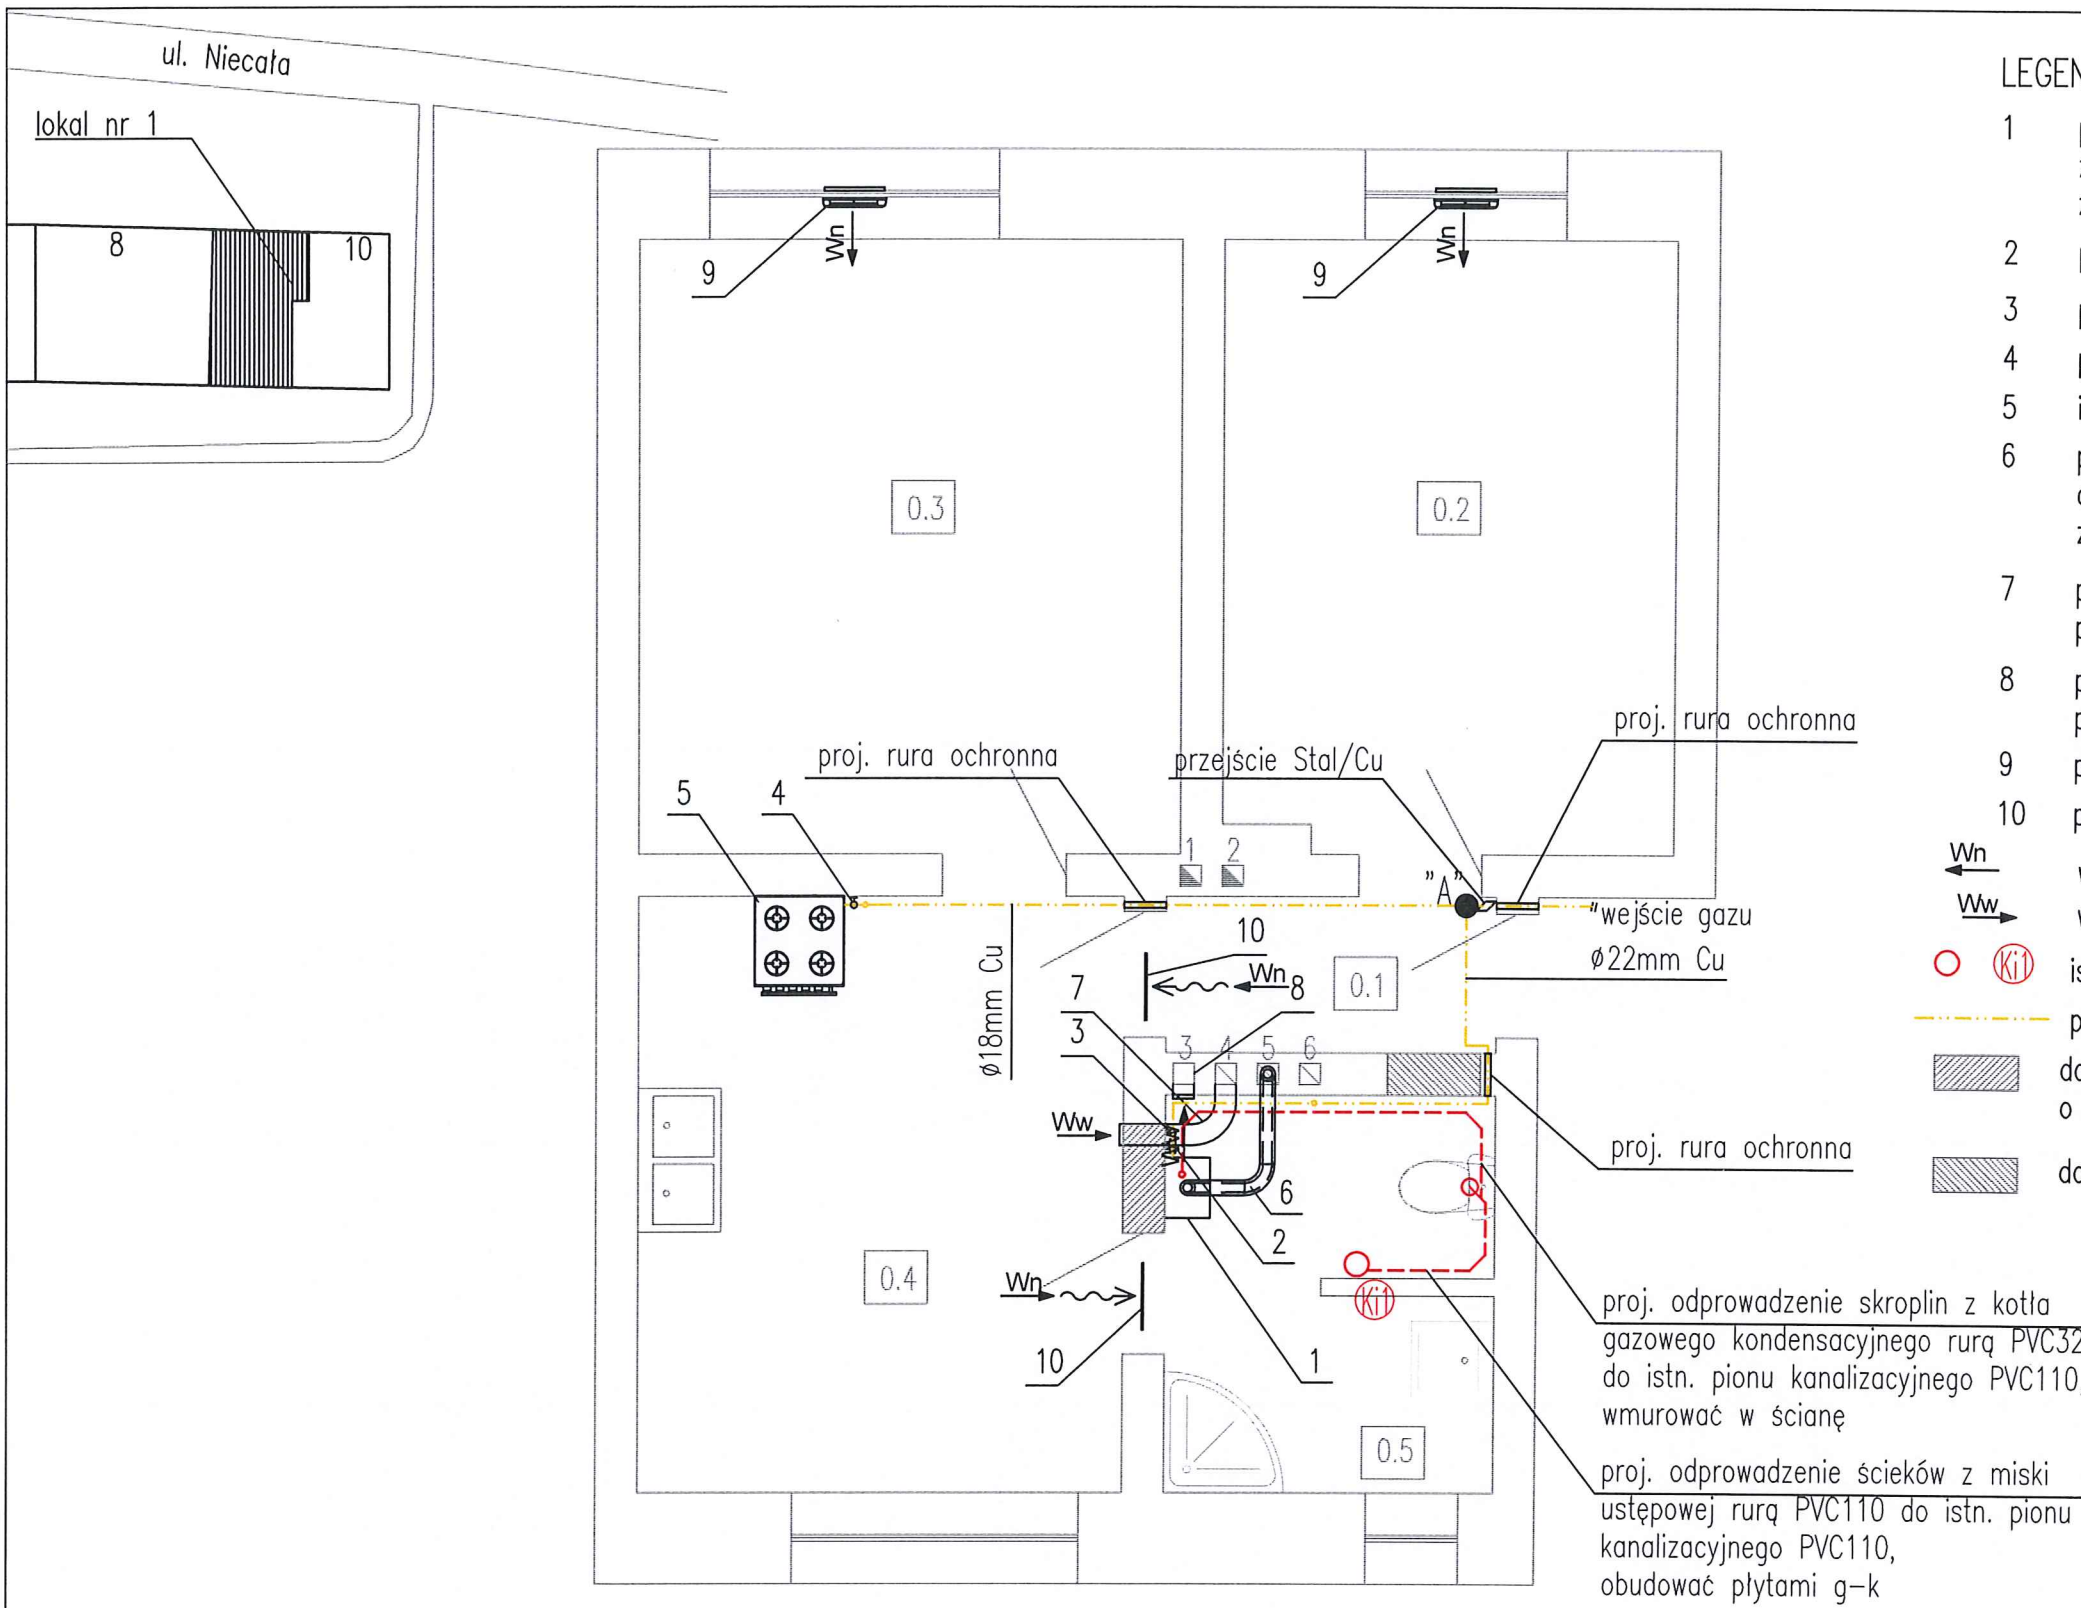 ul. Niecała
lokal nr 1
8
10
Wn
9
Wn
9
0.3
0.2
proj. rura ochronna
przejście Stal/Cu
proj. rura ochronna
5
4
1
2
"A"
"wejście gazu
ø22mm Cu
ø18mm Cu
10
Wn
8
0.1
7
3
3
4
5
6
Ww
proj. rura ochronna
6
2
0.4
Wn
10
1
Ki1
0.5
proj. odprowadzenie skroplin z kotła
gazowego kondensacyjnego rurą PVC32
do istn. pionu kanalizacyjnego PVC110,
wmurować w ścianę
proj. odprowadzenie ścieków z miski
ustępowej rurą PVC110 do istn. pionu
kanalizacyjnego PVC110,
obudować płytami g-k
LEGEN
1
2
3
4
5
6
7
8
9
10
Wn
Ww
Ki1
do
o
do